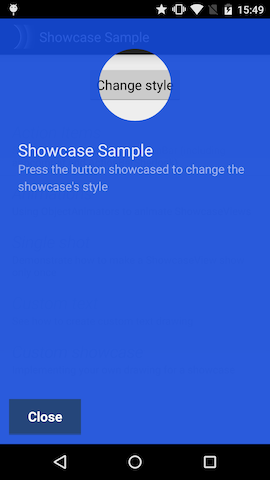 15:49
Showcase Sample
Change style
Showcase Sample
Press the button showcased to change the
showcase's style
Close